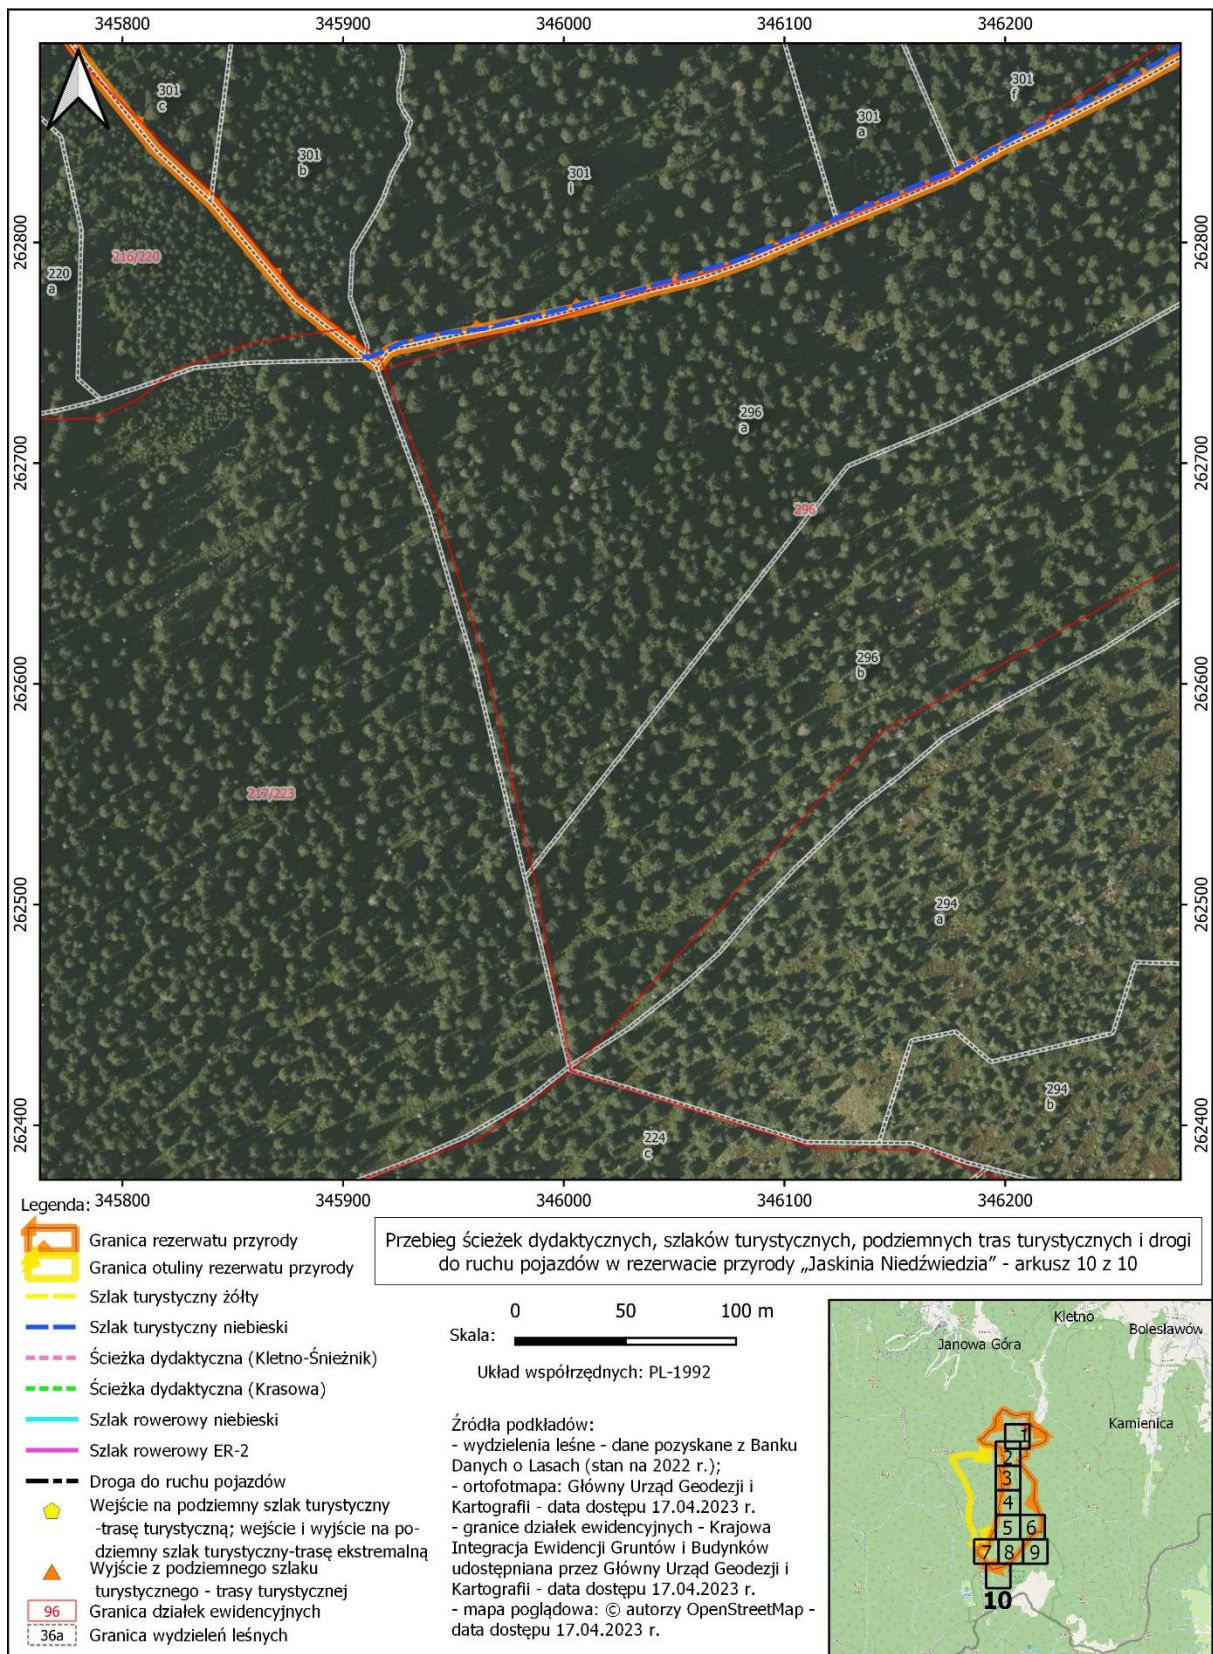 345800 345900 346000 346100 346200
301
c
301
b
301
i
301
a
301
f
262800
262800
216/220
220
a
296
a
262700
262700
296
296
b
262600
262600
217/223
262500
262500
294
a
294
b
262400
262400
224
c
Legenda:
345800 345900 346000 346100 346200
Granica rezerwatu przyrody
Granica otuliny rezerwatu przyrody
Szlak turystyczny żółty
Szlak turystyczny niebieski
Ścieżka dydaktyczna (Kletno-Śnieżnik)
Ścieżka dydaktyczna (Krasowa)
Szlak rowerowy niebieski
Szlak rowerowy ER-2
Droga do ruchu pojazdów
Wejście na podziemny szlak turystyczny
-trasę turystyczną; wejście i wyjście na po-
dziemny szlak turystyczny-trasę ekstremalną
Wyjście z podziemnego szlaku
turystycznego - trasy turystycznej
96 Granica działek ewidencyjnych
36a Granica wydzieleń leśnych
Przebieg ścieżek dydaktycznych, szlaków turystycznych, podziemnych tras turystycznych i drogi
do ruchu pojazdów w rezerwacie przyrody „Jaskinia Niedźwiedzia” - arkusz 10 z 10
0 50 100 m
Skala:
Układ współrzędnych: PL-1992
Źródła podkładów:
- wydzielenia leśne - dane pozyskane z Banku
Danych o Lasach (stan na 2022 r.);
- ortofotmapa: Główny Urząd Geodezji i
Kartografii - data dostępu 17.04.2023 r.
- granice działek ewidencyjnych - Krajowa
Integracja Ewidencji Gruntów i Budynków
udostępniana przez Główny Urząd Geodezji i
Kartografii - data dostępu 17.04.2023 r.
- mapa poglądowa: © autorzy OpenStreetMap -
data dostępu 17.04.2023 r.
Kletno
Bolesławów
Janowa Góra
Kamienica
1
2
3
4
5 6
7 8 9
10